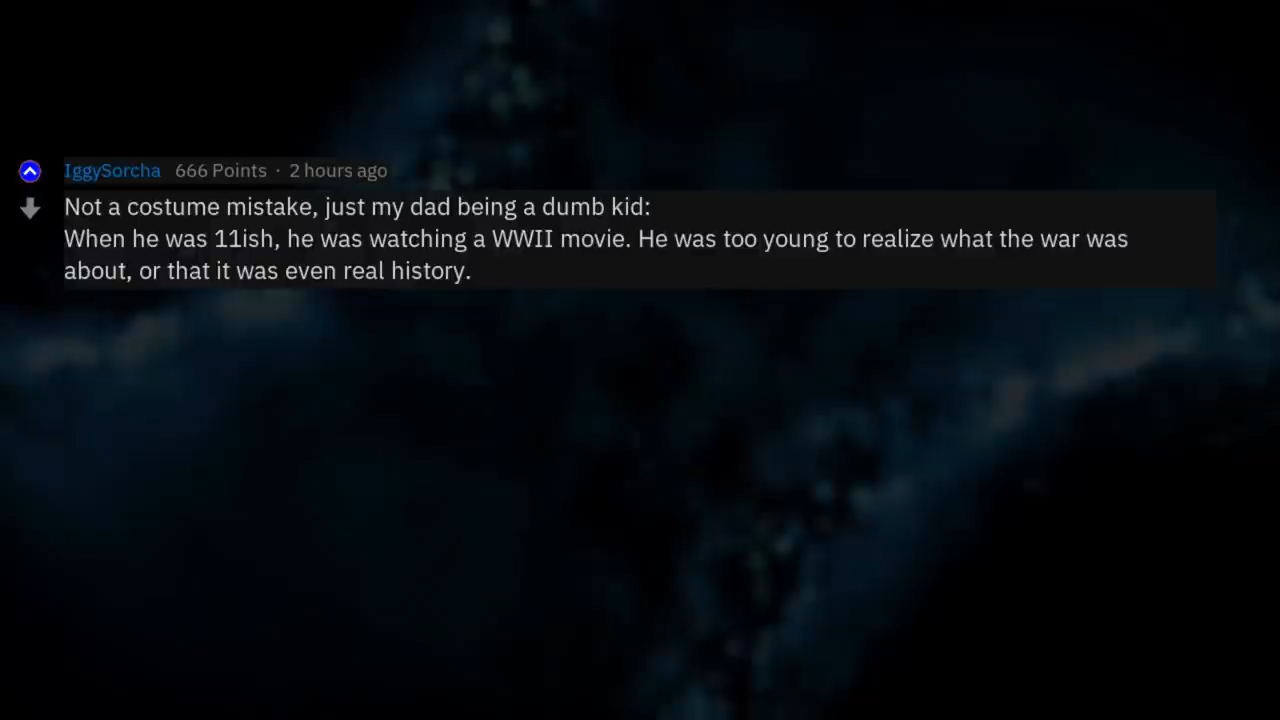 IggySorcha 666 Points · 2 hours ago
Not a costume mistake, just my dad being a dumb kid:
When he was 11ish, he was watching a WWII movie. He was too young to realize what the war was
about, or that it was even real history.